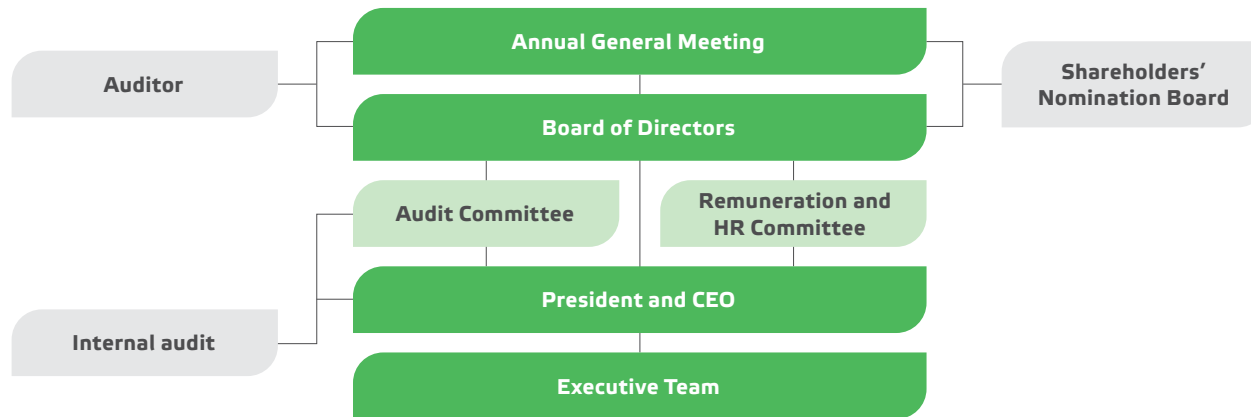 Annual General Meeting
Auditor
Shareholders’
Nomination Board
Board of Directors
Audit Committee
Remuneration and
HR Committee
President and CEO
Internal audit
Executive Team